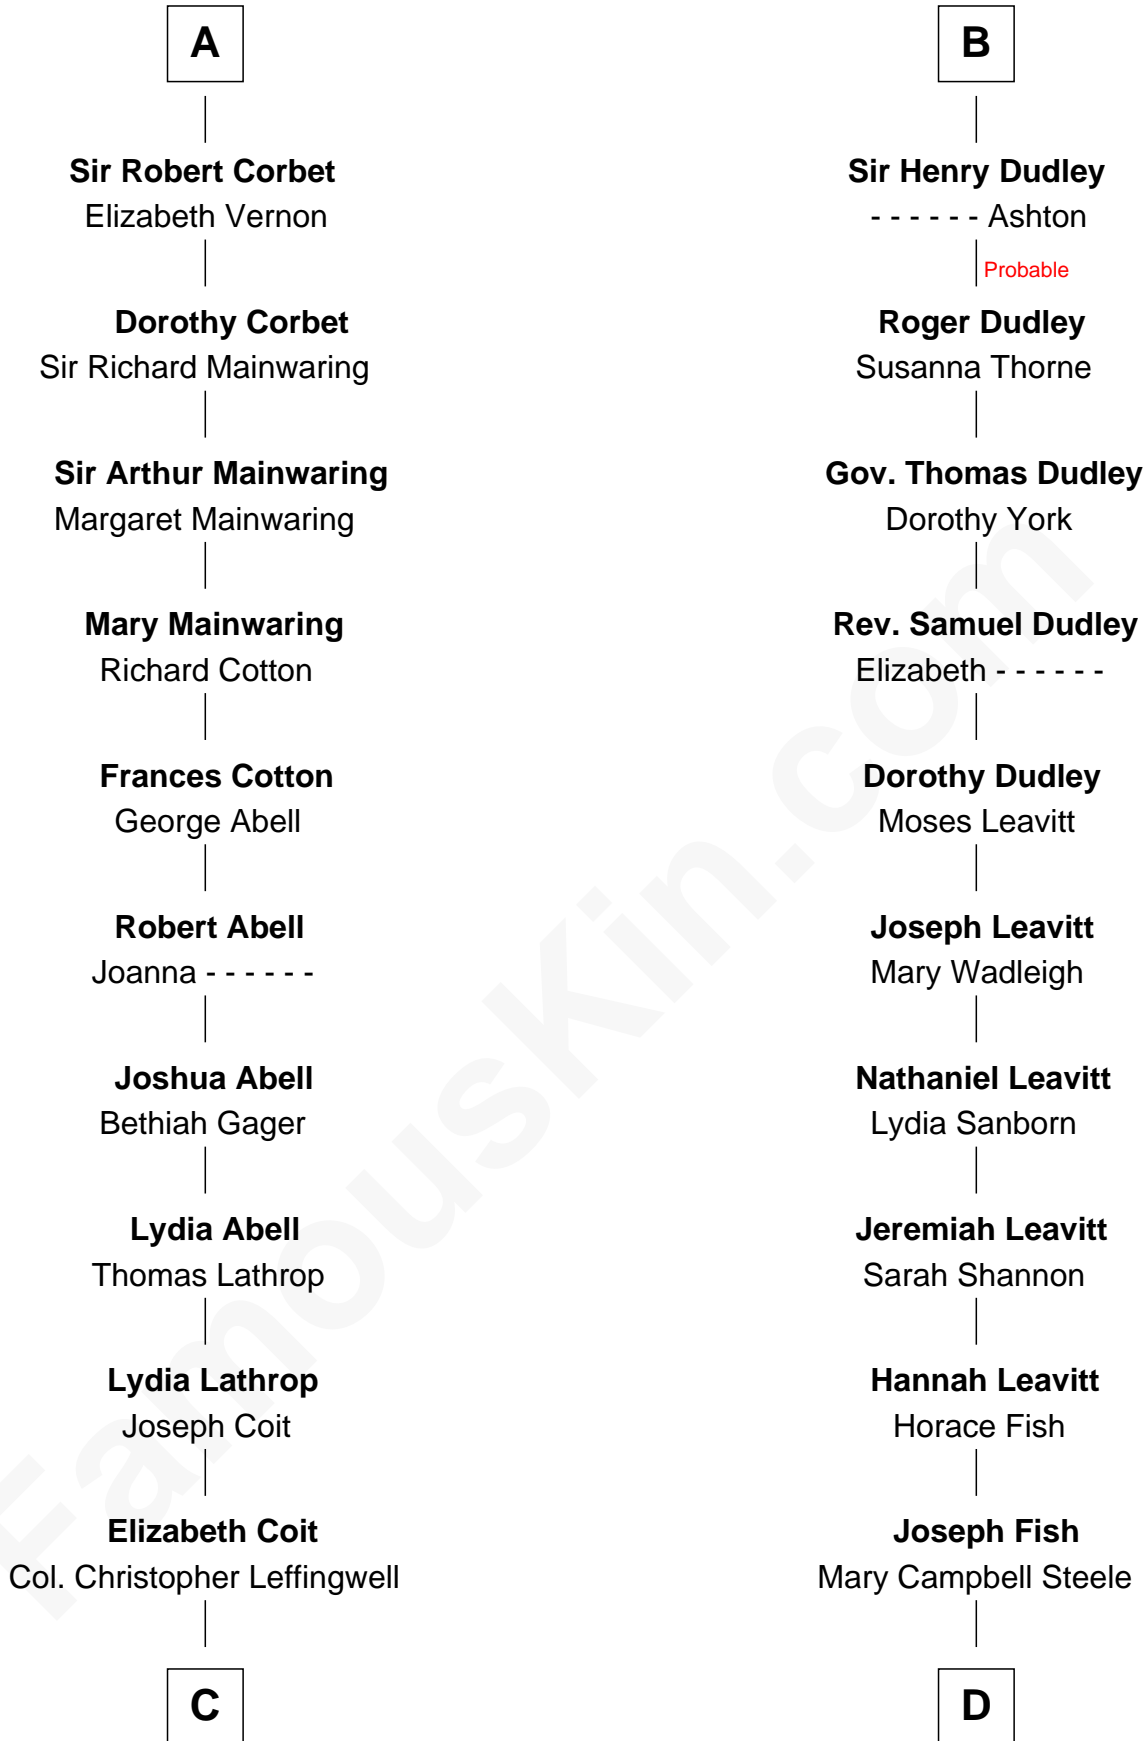 A
Sir Robert Corbet
Elizabeth Vernon
Dorothy Corbet
Sir Richard Mainwaring
Sir Arthur Mainwaring
Margaret Mainwaring
Mary Mainwaring
Richard Cotton
Frances Cotton
George Abell
Robert Abell
Joanna - - - - - -
Joshua Abell
Bethiah Gager
Lydia Abell
Thomas Lathrop
Lydia Lathrop
Joseph Coit
Elizabeth Coit
Col. Christopher Leffingwell
C
B
Sir Henry Dudley
- - - - - - Ashton
Probable
Roger Dudley
Susanna Thorne
Gov. Thomas Dudley
Dorothy York
Rev. Samuel Dudley
Elizabeth - - - - - -
Dorothy Dudley
Moses Leavitt
Joseph Leavitt
Mary Wadleigh
Nathaniel Leavitt
Lydia Sanborn
Jeremiah Leavitt
Sarah Shannon
Hannah Leavitt
Horace Fish
Joseph Fish
Mary Campbell Steele
D
FamousKin.com